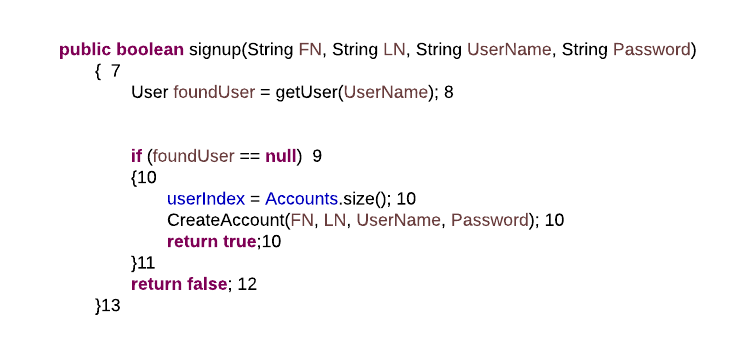 public boolean signup(String FN, String LN, String UserName, String Password)
{ 7
User foundUser = getUser(UserName); 8
if (foundUser == null) 9
{10
userIndex = Accounts.size(); 10
CreateAccount(FN, LN, UserName, Password); 10
return true;10
}11
return false; 12
}13